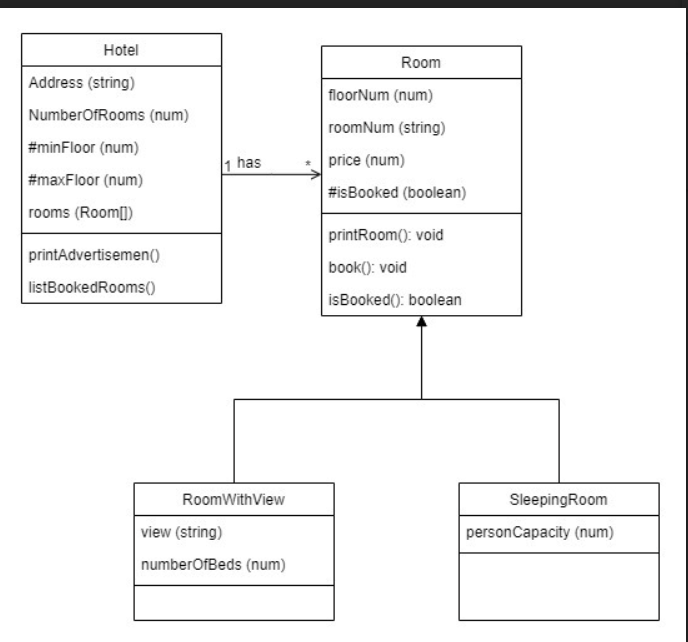 Hotel
Address (string)
NumberOfRooms (num)
#minFloor (num)
#maxFloor (num)
rooms (Room[])
printAdvertisemen()
listBookedRooms()
1 has *
Room
floorNum (num)
roomNum (string)
price (num)
#isBooked (boolean)
printRoom(): void
book(): void
isBooked(): boolean
RoomWithView
view (string)
numberOfBeds (num)
SleepingRoom
personCapacity (num)